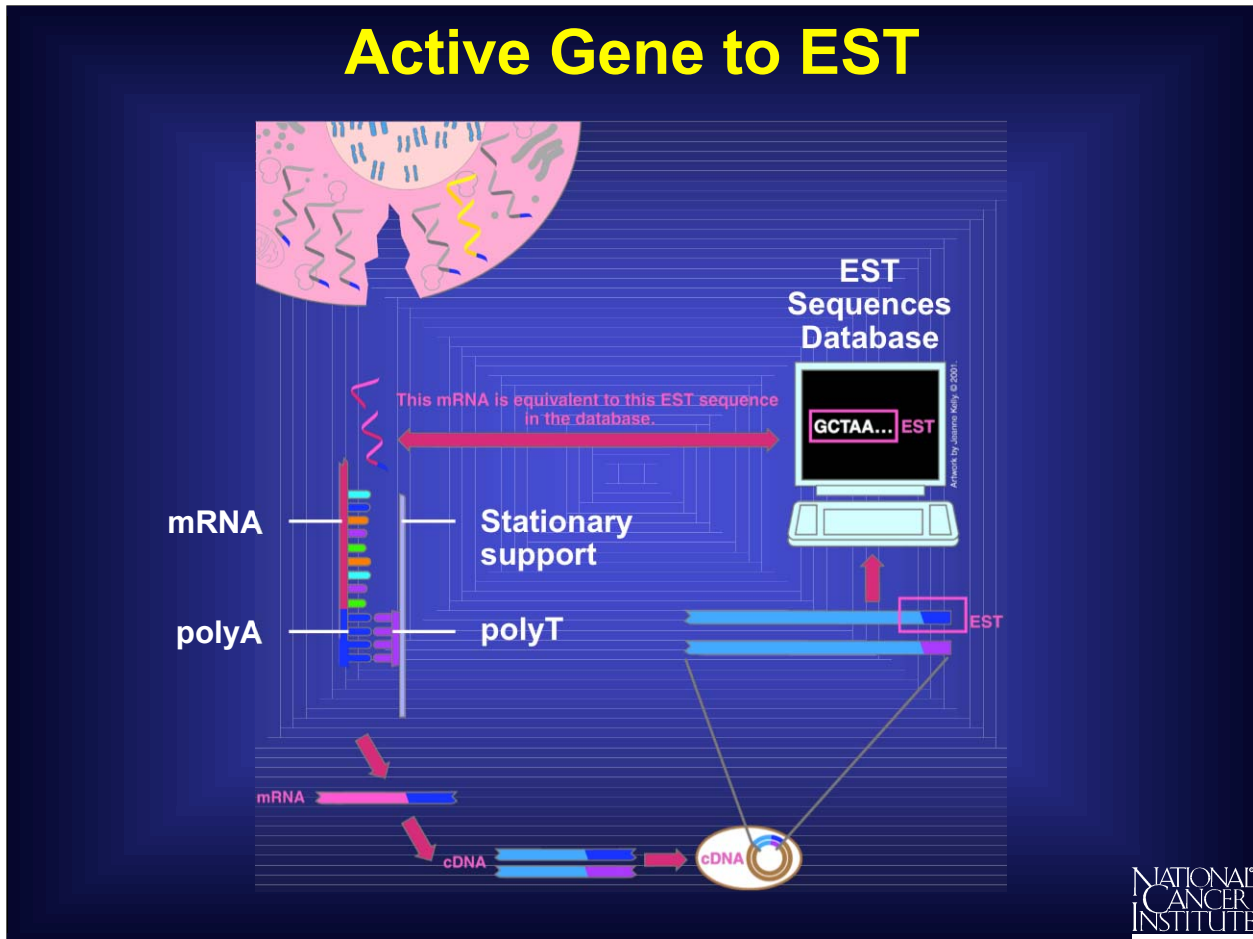 Active Gene to EST
EST
Sequences
Database
This mRNA is equivalent to this EST sequence
in the database.
GCTAA... EST
Artwork by Jeanne Kelly. © 2001.
mRNA
Stationary
support
polyA
polyT
EST
mRNA
cDNA
cDNA
NATIONAL
CANCER
INSTITUTE